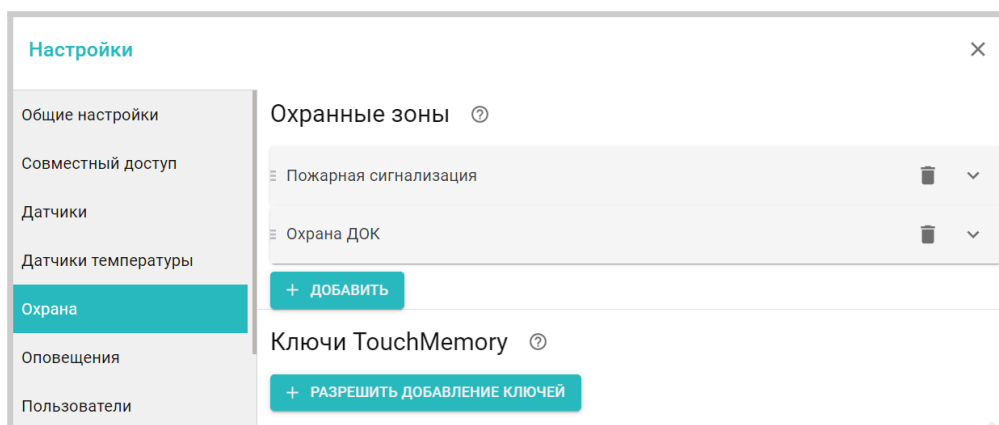 Настройки
Общие настройки
Совместный доступ
Датчики
Датчики температуры
Охрана
Оповещения
Пользователи
Охранные зоны
Пожарная сигнализация
Охрана ДОК
+ ДОБАВИТЬ
Ключи TouchMemory
+ РАЗРЕШИТЬ ДОБАВЛЕНИЕ КЛЮЧЕЙ